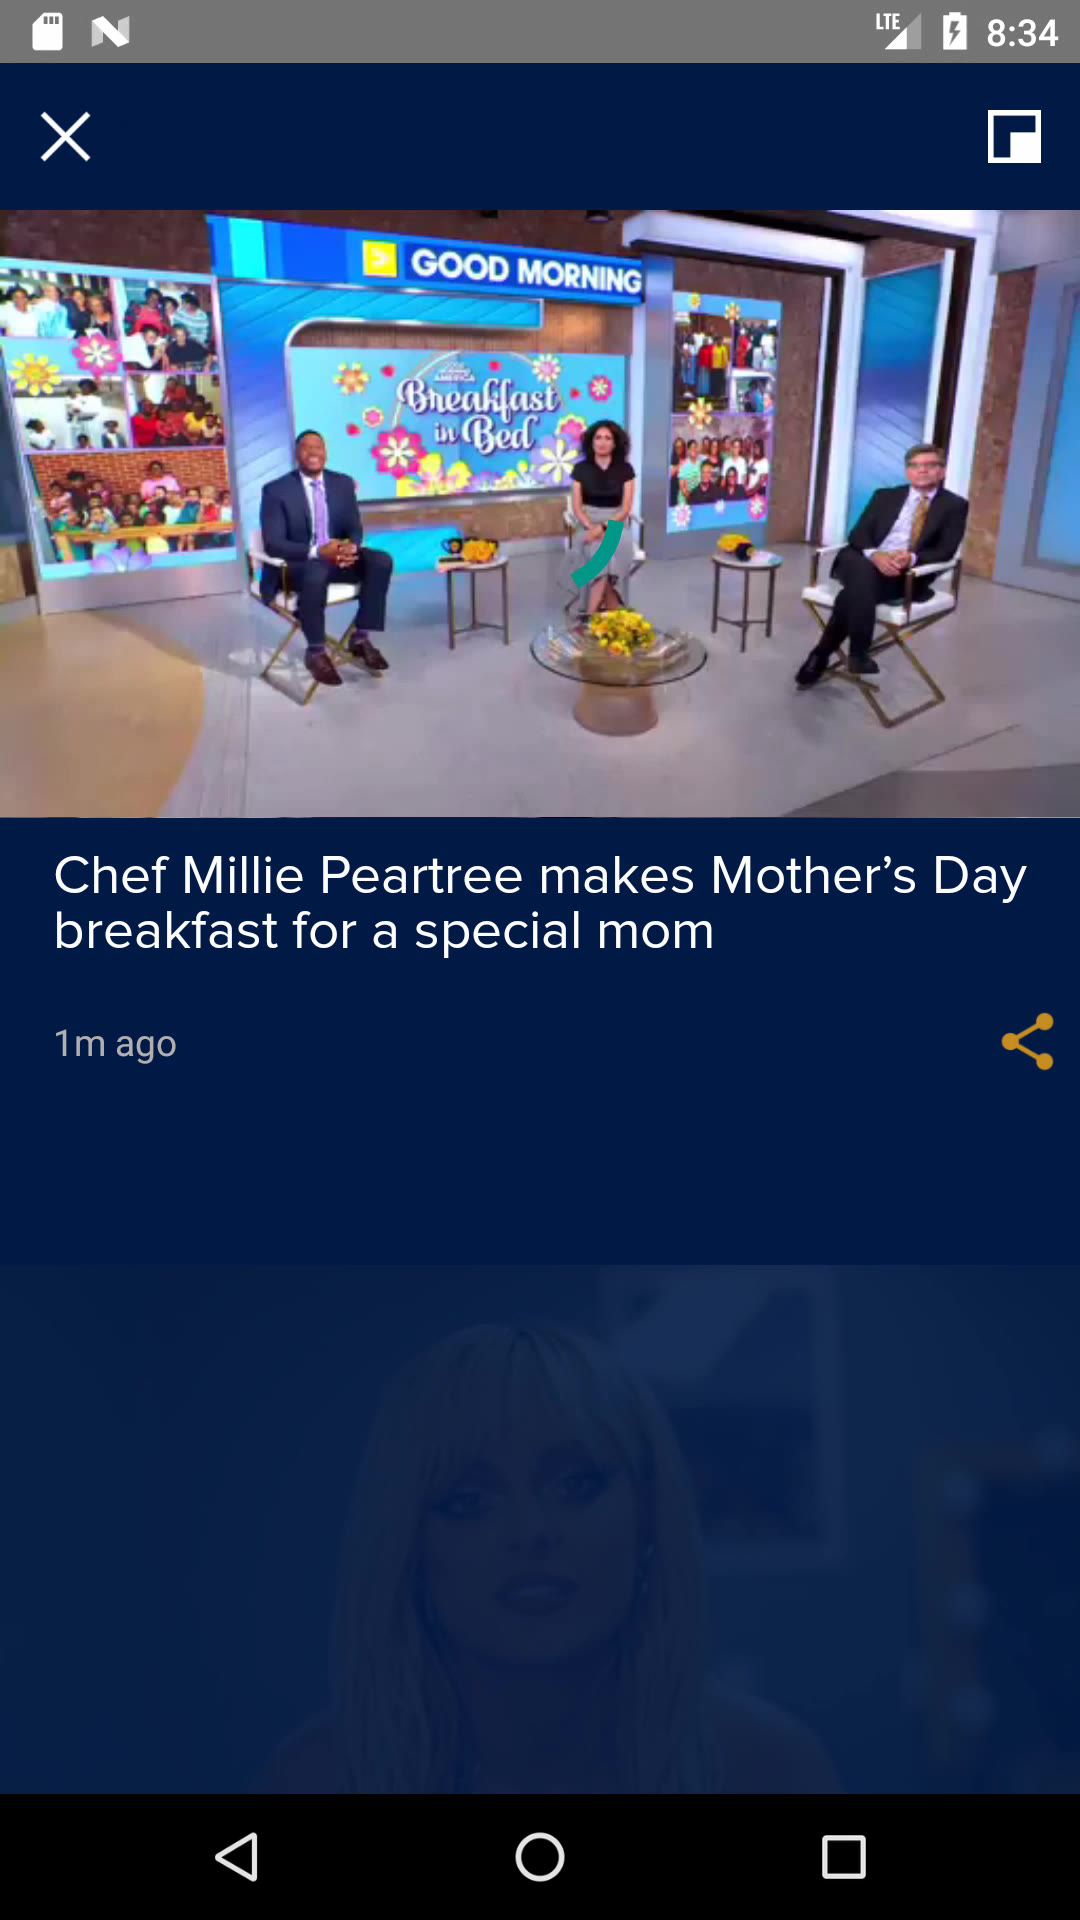 LTE 8:34
GOOD MORNING
AMERICA
Breakfast
in Bed
Chef Millie Peartree makes Mother’s Day
breakfast for a special mom
1m ago